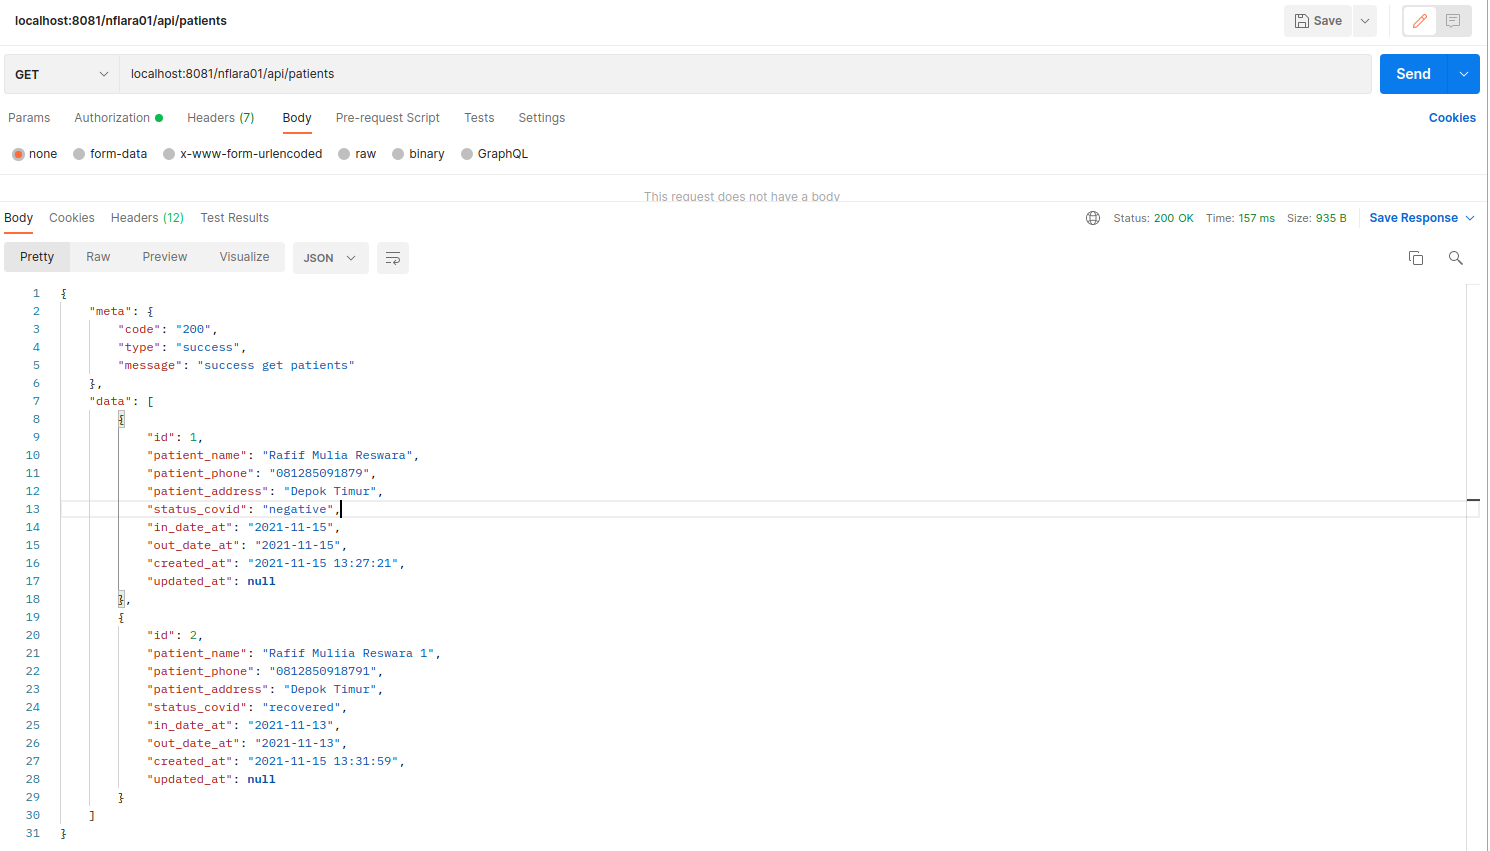 localhost:8081/nflara01/api/patients
Save
GET
localhost:8081/nflara01/api/patients
Send
Params Authorization Headers (7) Body Pre-request Script Tests Settings Cookies
none form-data x-www-form-urlencoded raw binary GraphQL
This request does not have a body
Body Cookies Headers (12) Test Results Status: 200 OK Time: 157 ms Size: 935 B Save Response
Pretty Raw Preview Visualize JSON
1 {
2 "meta": {
3 "code": "200",
4 "type": "success",
5 "message": "success get patients"
6 },
7 "data": [
8 {
9 "id": 1,
10 "patient_name": "Rafif Mulia Reswara",
11 "patient_phone": "081285091879",
12 "patient_address": "Depok Timur",
13 "status_covid": "negative",
14 "in_date_at": "2021-11-15",
15 "out_date_at": "2021-11-15",
16 "created_at": "2021-11-15 13:27:21",
17 "updated_at": null
18 },
19 {
20 "id": 2,
21 "patient_name": "Rafif Muliia Reswara 1",
22 "patient_phone": "0812850918791",
23 "patient_address": "Depok Timur",
24 "status_covid": "recovered",
25 "in_date_at": "2021-11-13",
26 "out_date_at": "2021-11-13",
27 "created_at": "2021-11-15 13:31:59",
28 "updated_at": null
29 }
30 ]
31 }